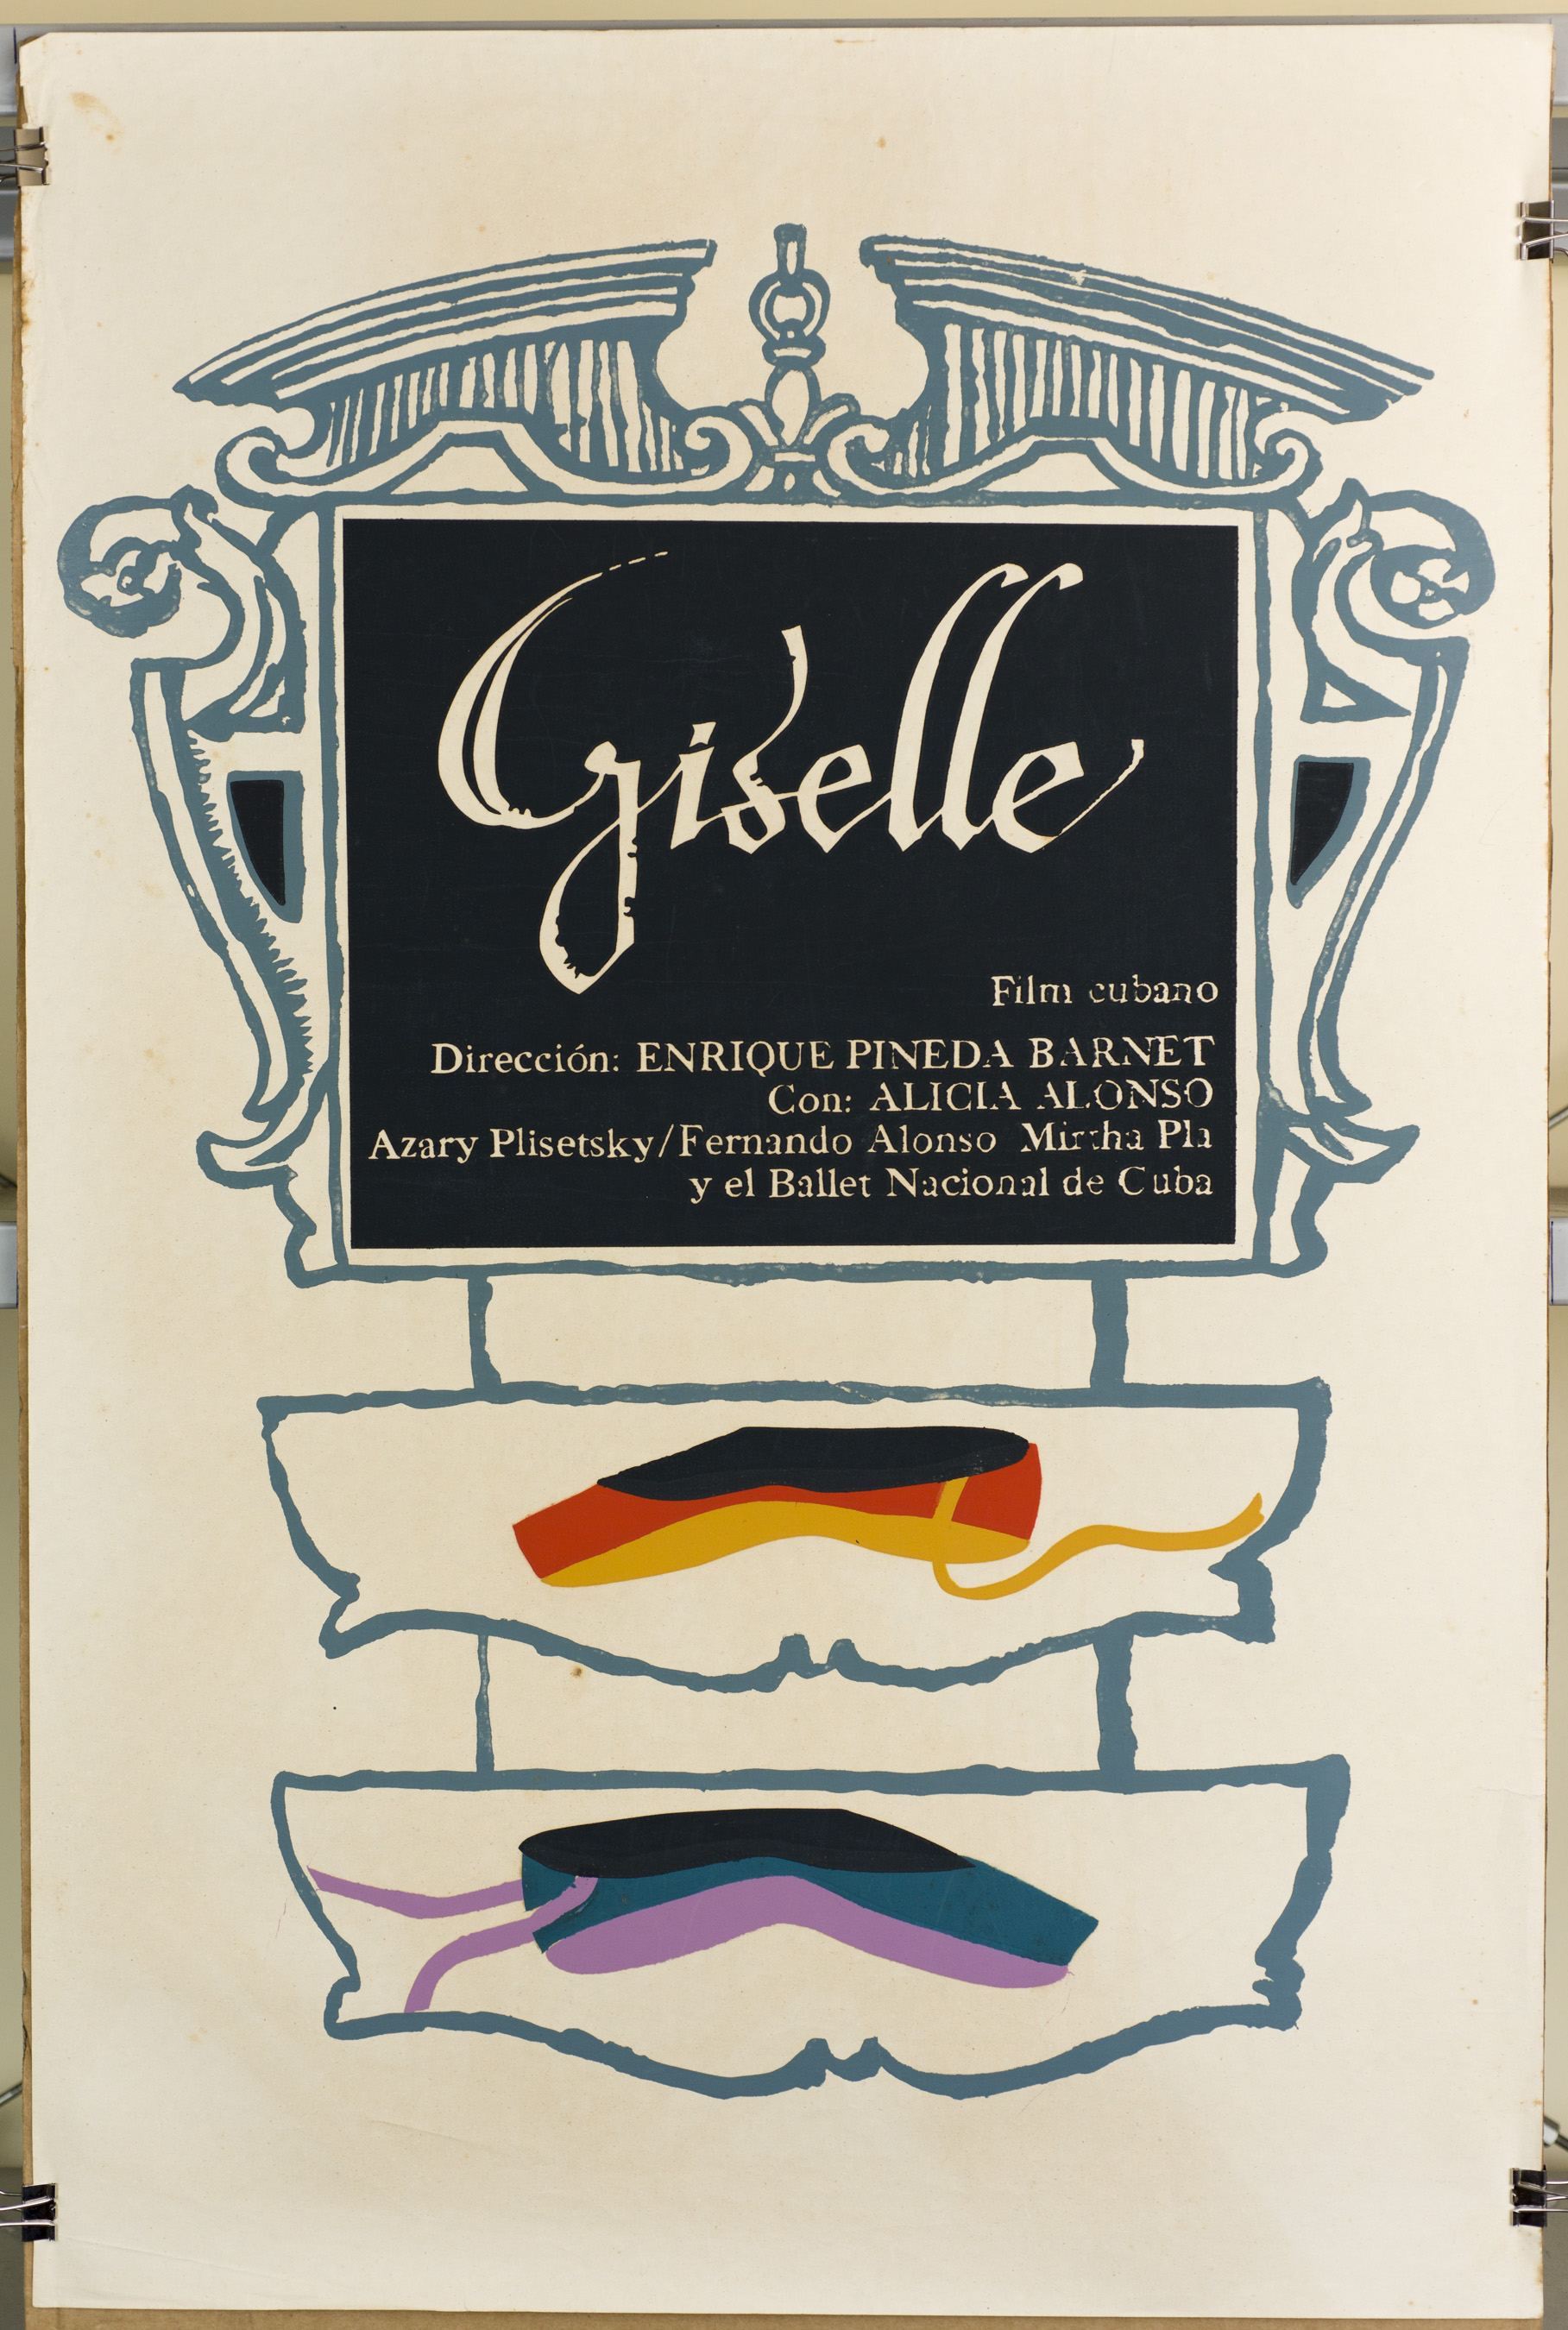 Giselle
Film cubano
Dirección: ENRIQUE PINEDA BARNET
Con: ALICIA ALONSO
Azary Plisetsky/Fernando Alonso Mirtha Pla
y el Ballet Nacional de Cuba